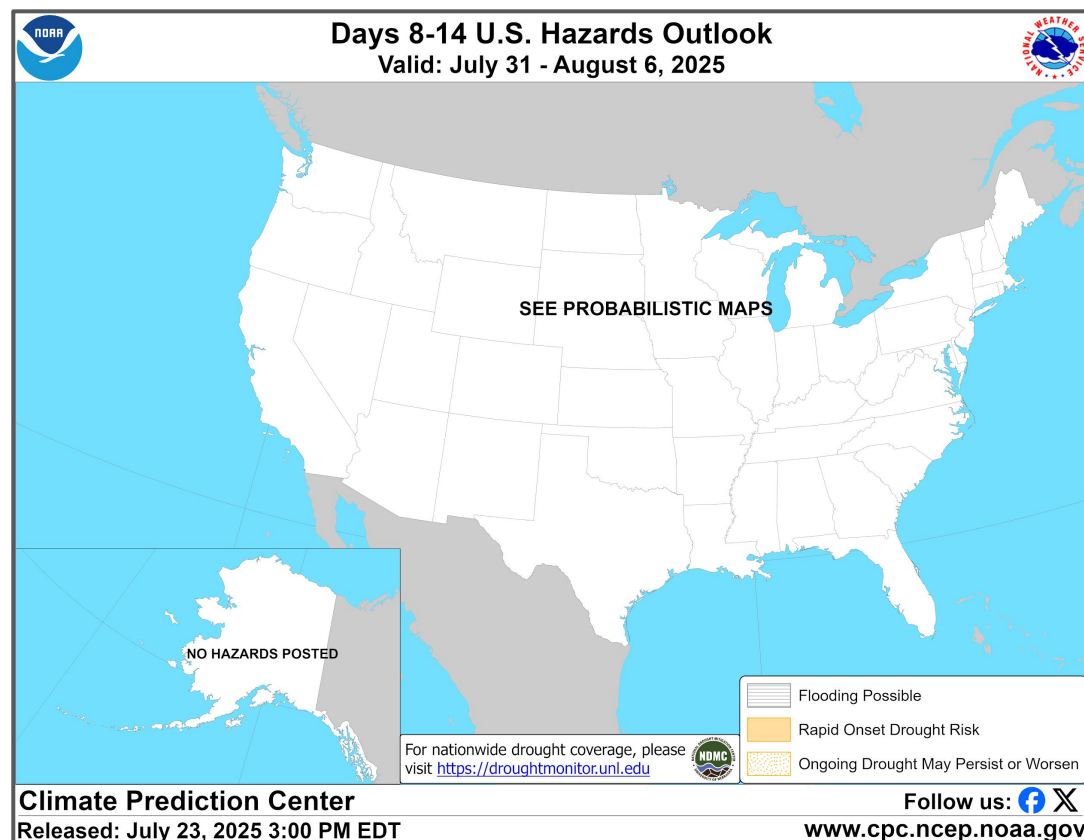 NOAA
Days 8-14 U.S. Hazards Outlook
Valid: July 31 - August 6, 2025
NATIONAL WEATHER SERVICE
SEE PROBABILISTIC MAPS
NO HAZARDS POSTED
Flooding Possible
Rapid Onset Drought Risk
Ongoing Drought May Persist or Worsen
For nationwide drought coverage, please
visit https://droughtmonitor.unl.edu
NDMC
Climate Prediction Center
Follow us:
Released: July 23, 2025 3:00 PM EDT
www.cpc.ncep.noaa.gov